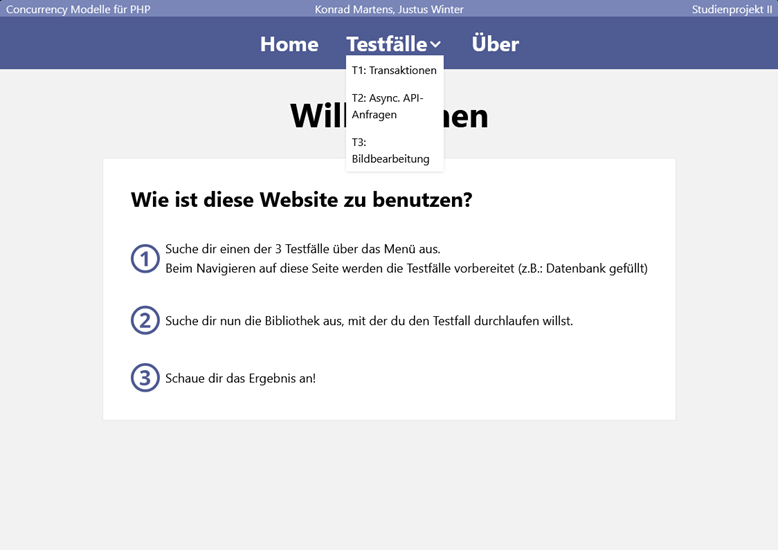 Concurrency Modelle für PHP
Konrad Martens, Justus Winter
Studienprojekt II
Home
Testfälle
Über
T1: Transaktionen
T2: Async. API-
Anfragen
T3:
Bildbearbeitung
Wie ist diese Website zu benutzen?
1
Suche dir einen der 3 Testfälle über das Menü aus.
Beim Navigieren auf diese Seite werden die Testfälle vorbereitet (z.B.: Datenbank gefüllt)
2
Suche dir nun die Bibliothek aus, mit der du den Testfall durchlaufen willst.
3
Schaue dir das Ergebnis an!